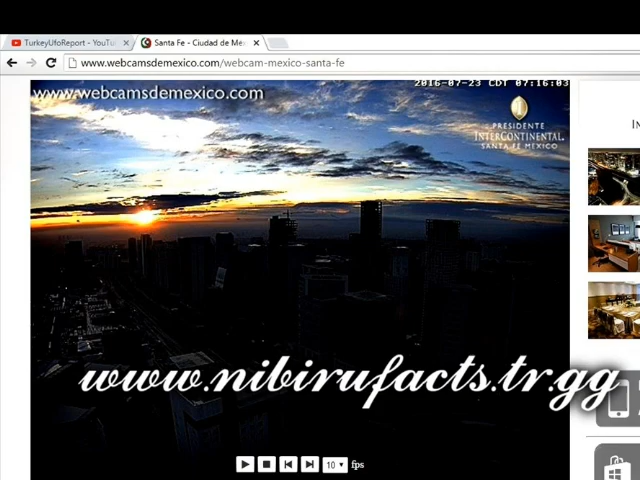 TurkeyUfoReport - YouTu
Santa Fe - Ciudad de Me
www.webcamsdemexico.com/webcam-mexico-santa-fe
www.webcamsdemexico.com
2016-07-23 CDT 07:16:03
PRESIDENTE
INTERCONTINENTAL.
SANTA FE MEXICO
www.nibirufacts.tr.gg
10 fps